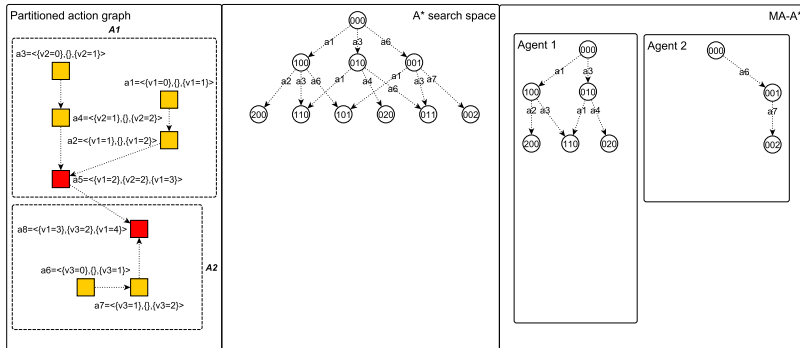 Partitioned action graph
A1
a3=<{v2=0},{},{v2=1}>
a1=<{v1=0},{},{v1=1}>
a4=<{v2=1},{},{v2=2}>
a2=<{v1=1},{},{v1=2}>
a5=<{v1=2},{v2=2},{v1=3}>
a8=<{v1=3},{v3=2},{v1=4}>
a6=<{v3=0},{},{v3=1}>
A2
a7=<{v3=1},{},{v3=2}>
A* search space
000
a1 a3 a6
100 010 001
a2 a3 a6 a1 a4 a6 a1 a3 a7
200 110 101 020 011 002
MA-A*
Agent 1
000
a1 a3
100 010
a2 a3 a1 a4
200 110 020
Agent 2
000
a6
001
a7
002